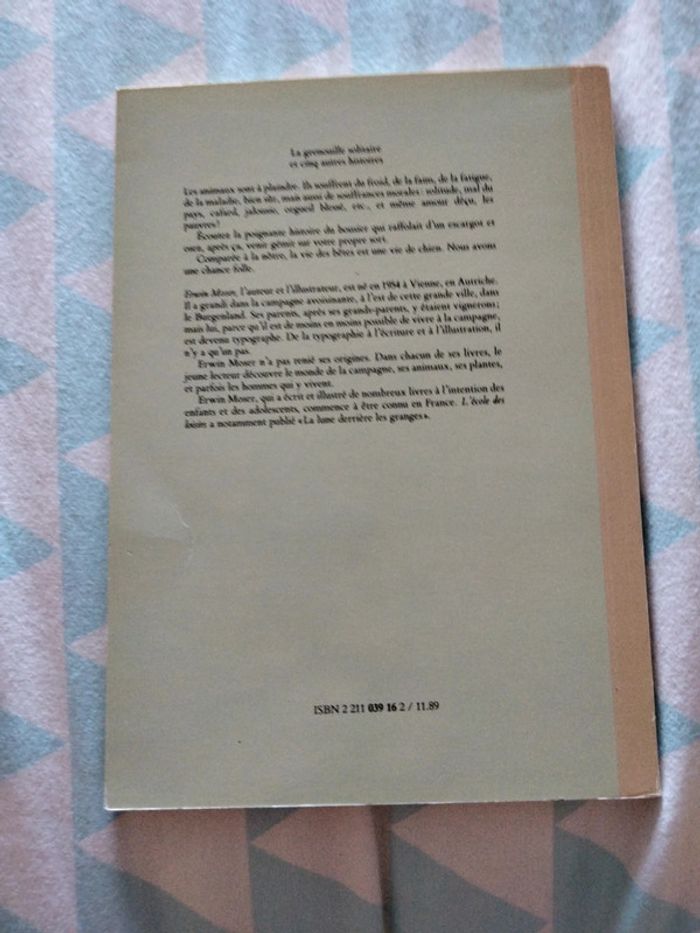 La grenouille solitaire
et cinq autres histoires
Les animaux sont à plaindre. Ils souffrent du froid, de la faim, de la fatigue,
de la maladie, bien sûr, mais aussi de souffrances morales : solitude, mal du
pays, cafard, jalousie, orgueil blessé, etc., et même amour déçu, les
pauvres!
Écoutez la poignante histoire du bousier qui raffolait d'un escargot et
osez, après ça, venir gémir sur votre propre sort.
Comparée à la nôtre, la vie des bêtes est une vie de chien. Nous avons
une chance folle.
Erwin Moser, l'auteur et l'illustrateur, est né en 1954 à Vienne, en Autriche.
Il a grandi dans la campagne avoisinante, à l'est de cette grande ville, dans
le Burgenland. Ses parents, après ses grands-parents, y étaient vignerons;
mais lui, parce qu'il est de moins en moins possible de vivre à la campagne,
est devenu typographe. De la typographie à l'écriture et à l'illustration, il
n'y a qu'un pas.
Erwin Moser n'a pas renié ses origines. Dans chacun de ses livres, le
jeune lecteur découvre le monde de la campagne, ses animaux, ses plantes,
et parfois les hommes qui y vivent.
Erwin Moser, qui a écrit et illustré de nombreux livres à l'intention des
enfants et des adolescents, commence à être connu en France. L'école des
loisirs a notamment publié «La lune derrière les granges».
ISBN 2 211 039 16 2 / 11.89